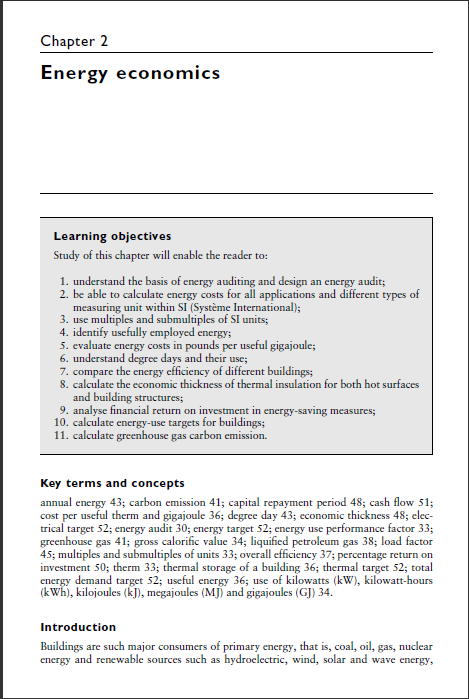 Chapter 2
Energy economics
Learning objectives
Study of this chapter will enable the reader to:
1. understand the basis of energy auditing and design an energy audit;
2. be able to calculate energy costs for all applications and different types of
measuring unit within SI (Système International);
3. use multiples and submultiples of SI units;
4. identify usefully employed energy;
5. evaluate energy costs in pounds per useful gigajoule;
6. understand degree days and their use;
7. compare the energy efficiency of different buildings;
8. calculate the economic thickness of thermal insulation for both hot surfaces
and building structures;
9. analyse financial return on investment in energy-saving measures;
10. calculate energy-use targets for buildings;
11. calculate greenhouse gas carbon emission.
Key terms and concepts
annual energy 43; carbon emission 41; capital repayment period 48; cash flow 51;
cost per useful therm and gigajoule 36; degree day 43; economic thickness 48; elec-
trical target 52; energy audit 30; energy target 52; energy use performance factor 33;
greenhouse gas 41; gross calorific value 34; liquified petroleum gas 38; load factor
45; multiples and submultiples of units 33; overall efficiency 37; percentage return on
investment 50; therm 33; thermal storage of a building 36; thermal target 52; total
energy demand target 52; useful energy 36; use of kilowatts (kW), kilowatt-hours
(kWh), kilojoules (kJ), megajoules (MJ) and gigajoules (GJ) 34.
Introduction
Buildings are such major consumers of primary energy, that is, coal, oil, gas, nuclear
energy and renewable sources such as hydroelectric, wind, solar and wave energy,